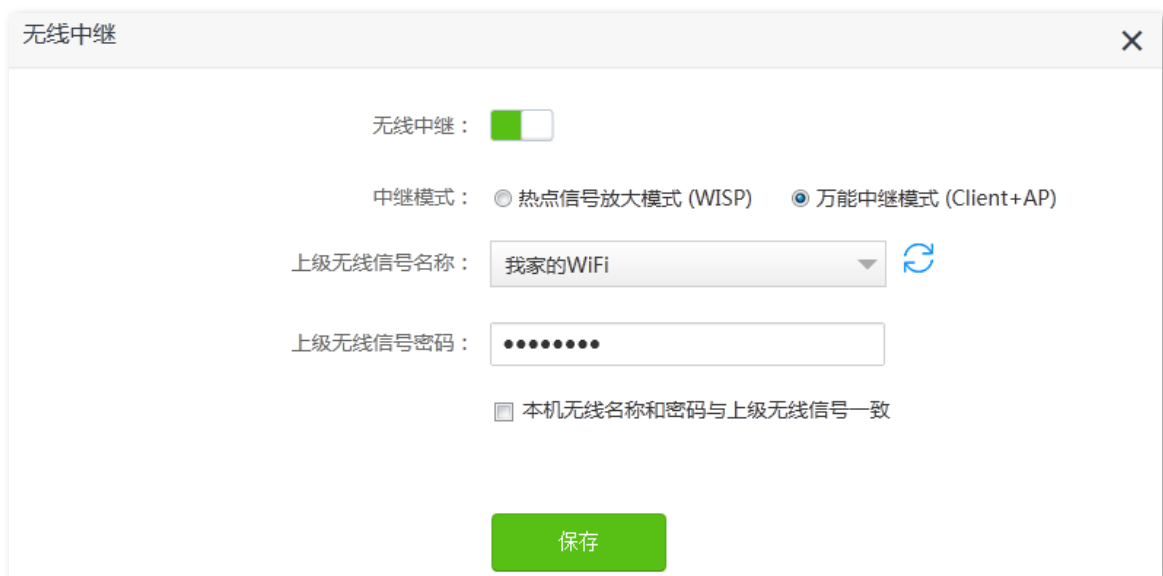 无线中继
无线中继：
中继模式： 热点信号放大模式 (WISP) 万能中继模式 (Client+AP)
上级无线信号名称： 我家的WiFi
上级无线信号密码： ••••••••
本机无线名称和密码与上级无线信号一致
保存